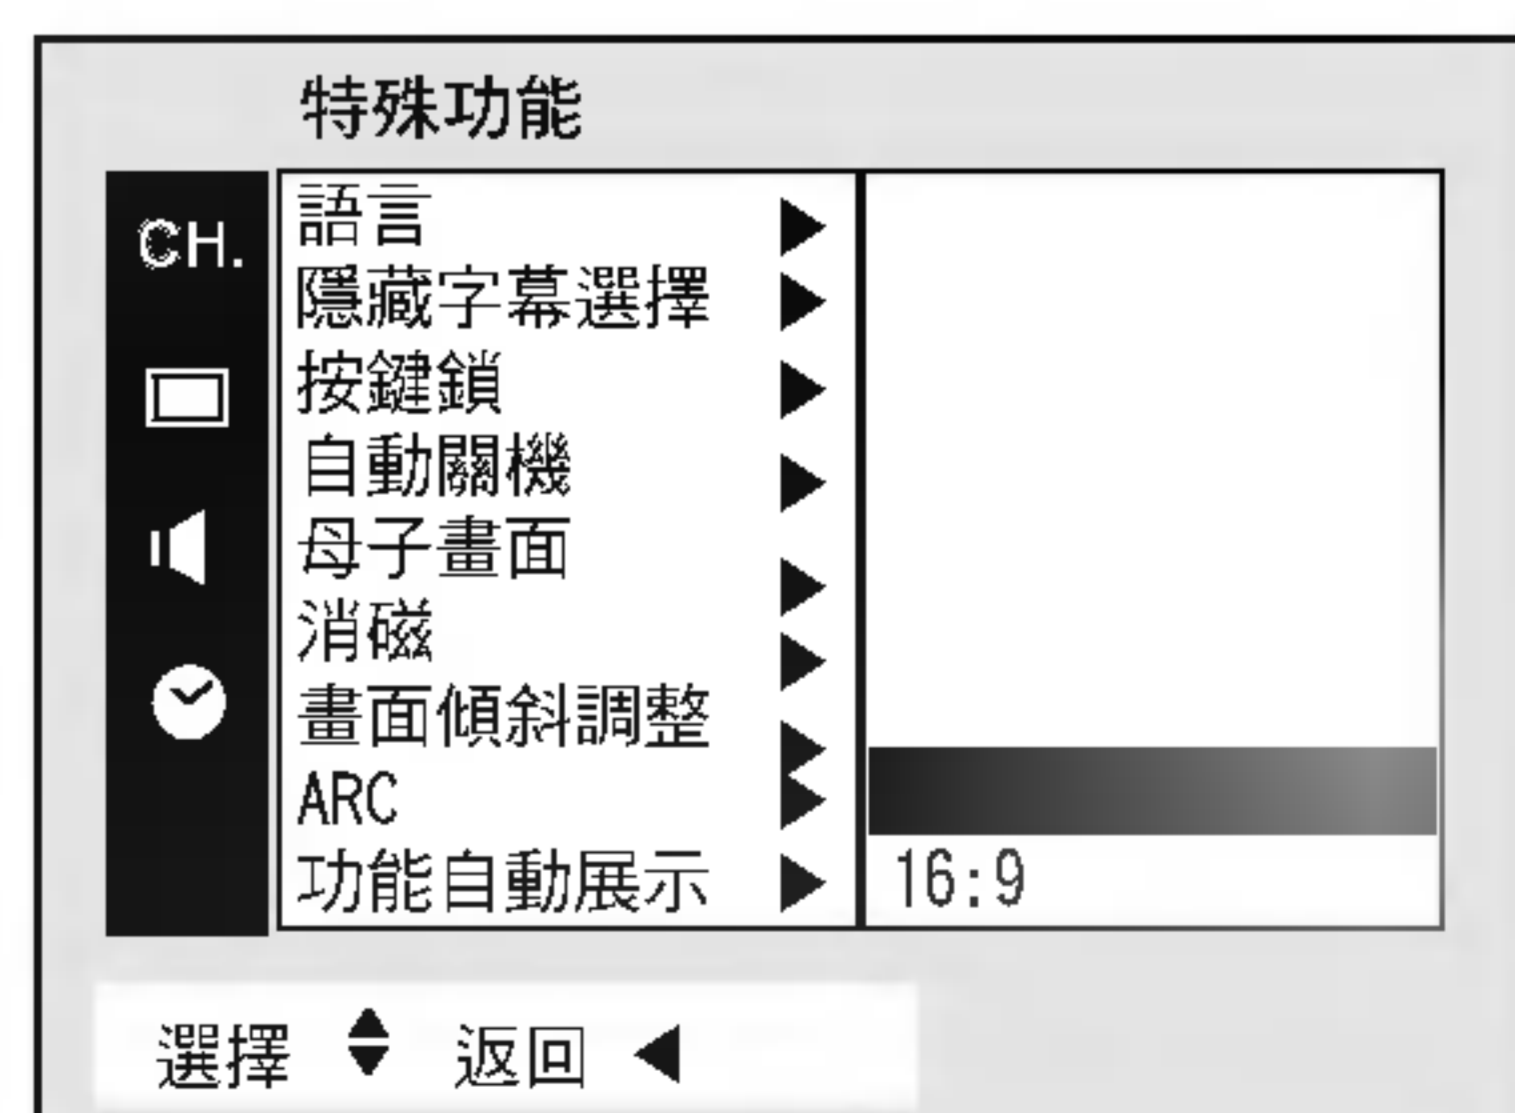 特殊功能
CH.
語言
隱藏字幕選擇
按鍵鎖
自動關機
母子畫面
消磁
畫面傾斜調整
ARC
功能自動展示
16:9
選擇 返回